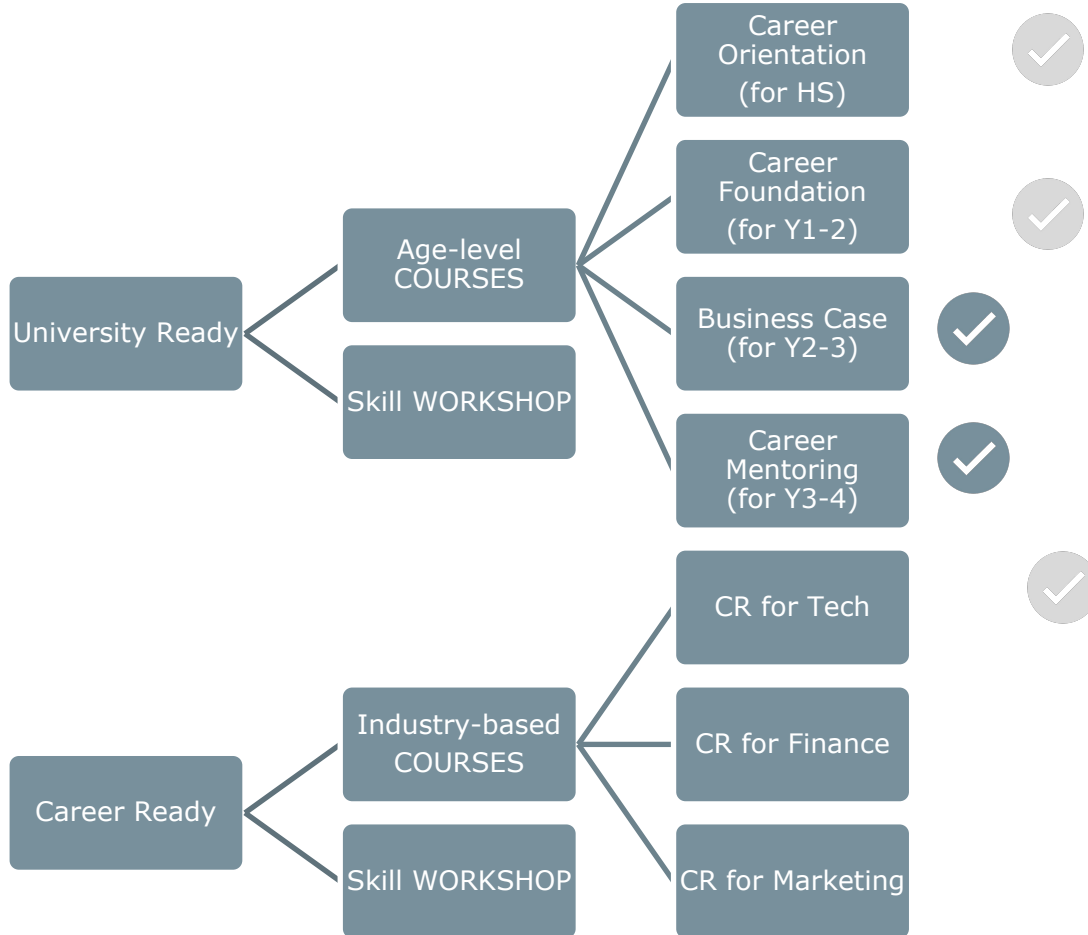 Career
Orientation
(for HS)
Career
Foundation
(for Y1-2)
Age-level
COURSES
University Ready
Business Case
(for Y2-3)
Skill WORKSHOP
Career
Mentoring
(for Y3-4)
CR for Tech
Industry-based
COURSES
CR for Finance
Career Ready
Skill WORKSHOP
CR for Marketing